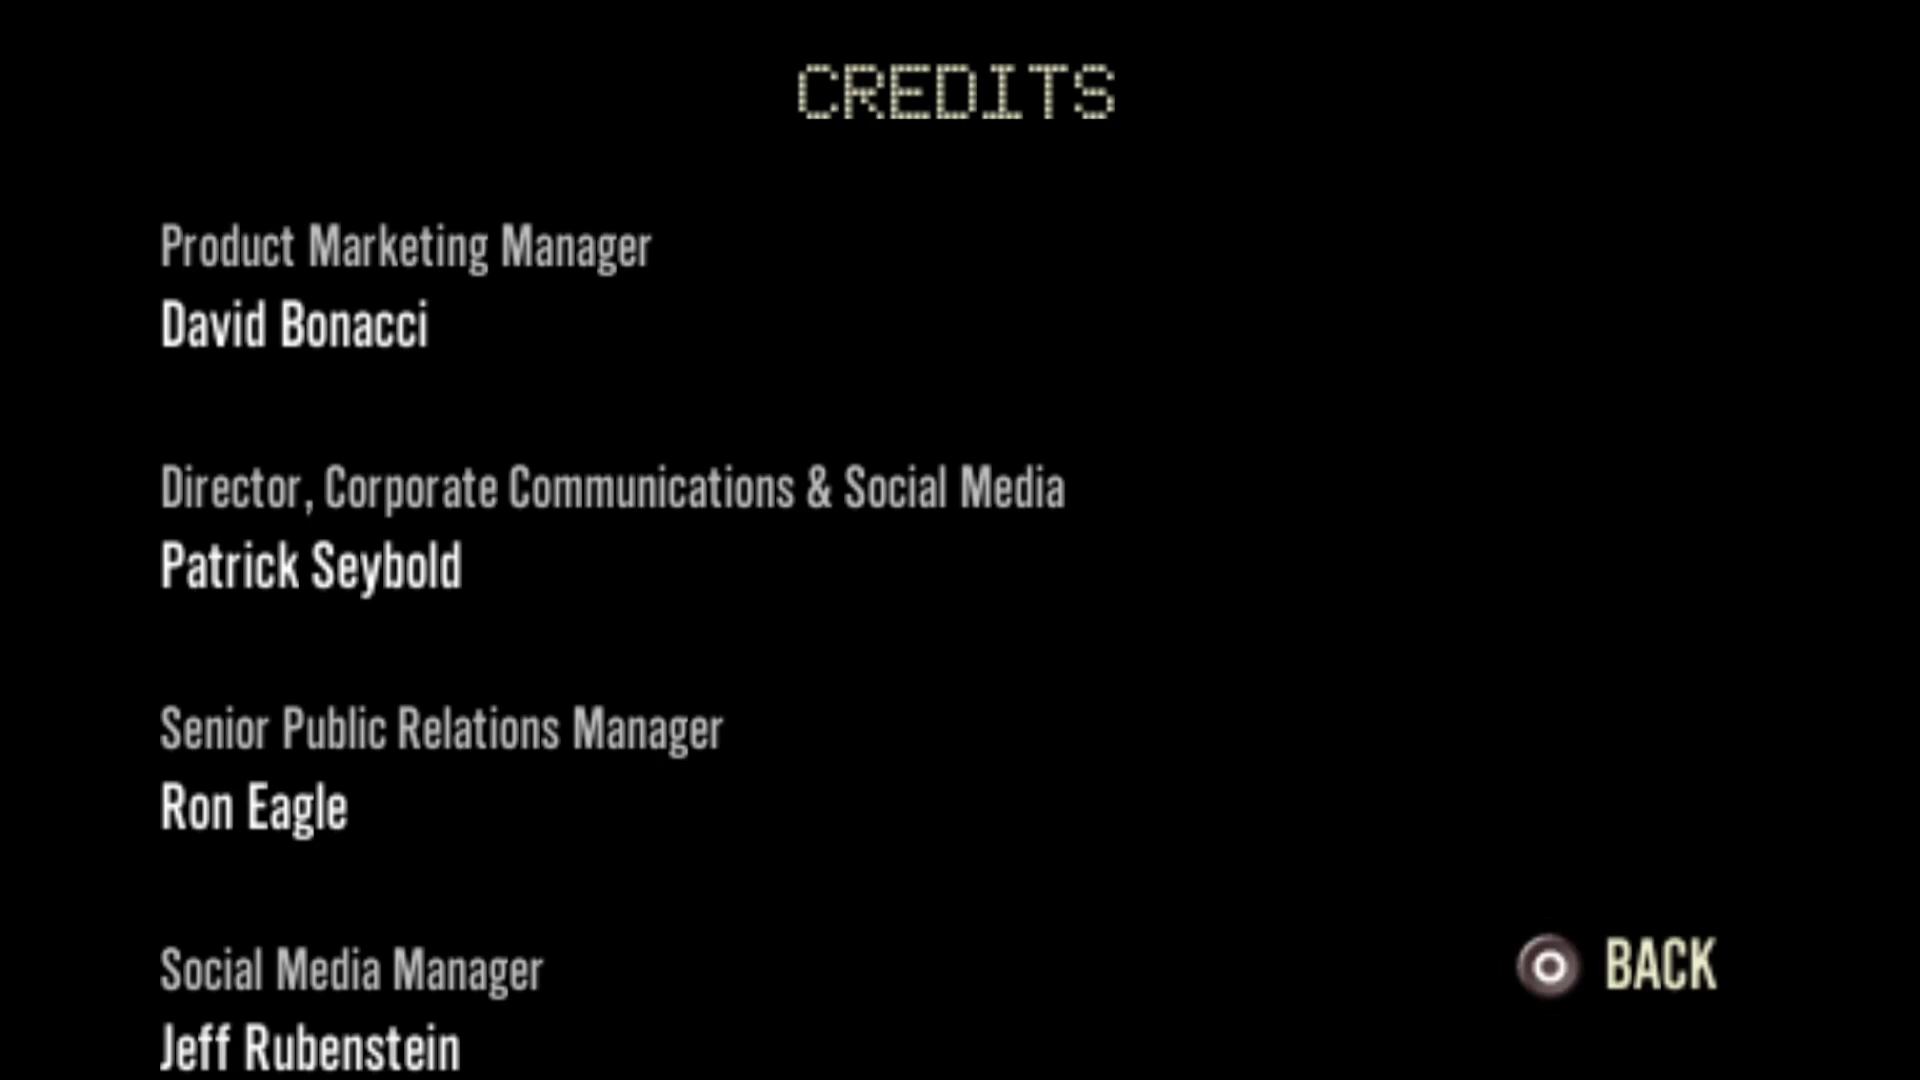 CREDITS
Product Marketing Manager
David Bonacci
Director, Corporate Communications & Social Media
Patrick Seybold
Senior Public Relations Manager
Ron Eagle
Social Media Manager
Jeff Rubenstein
BACK